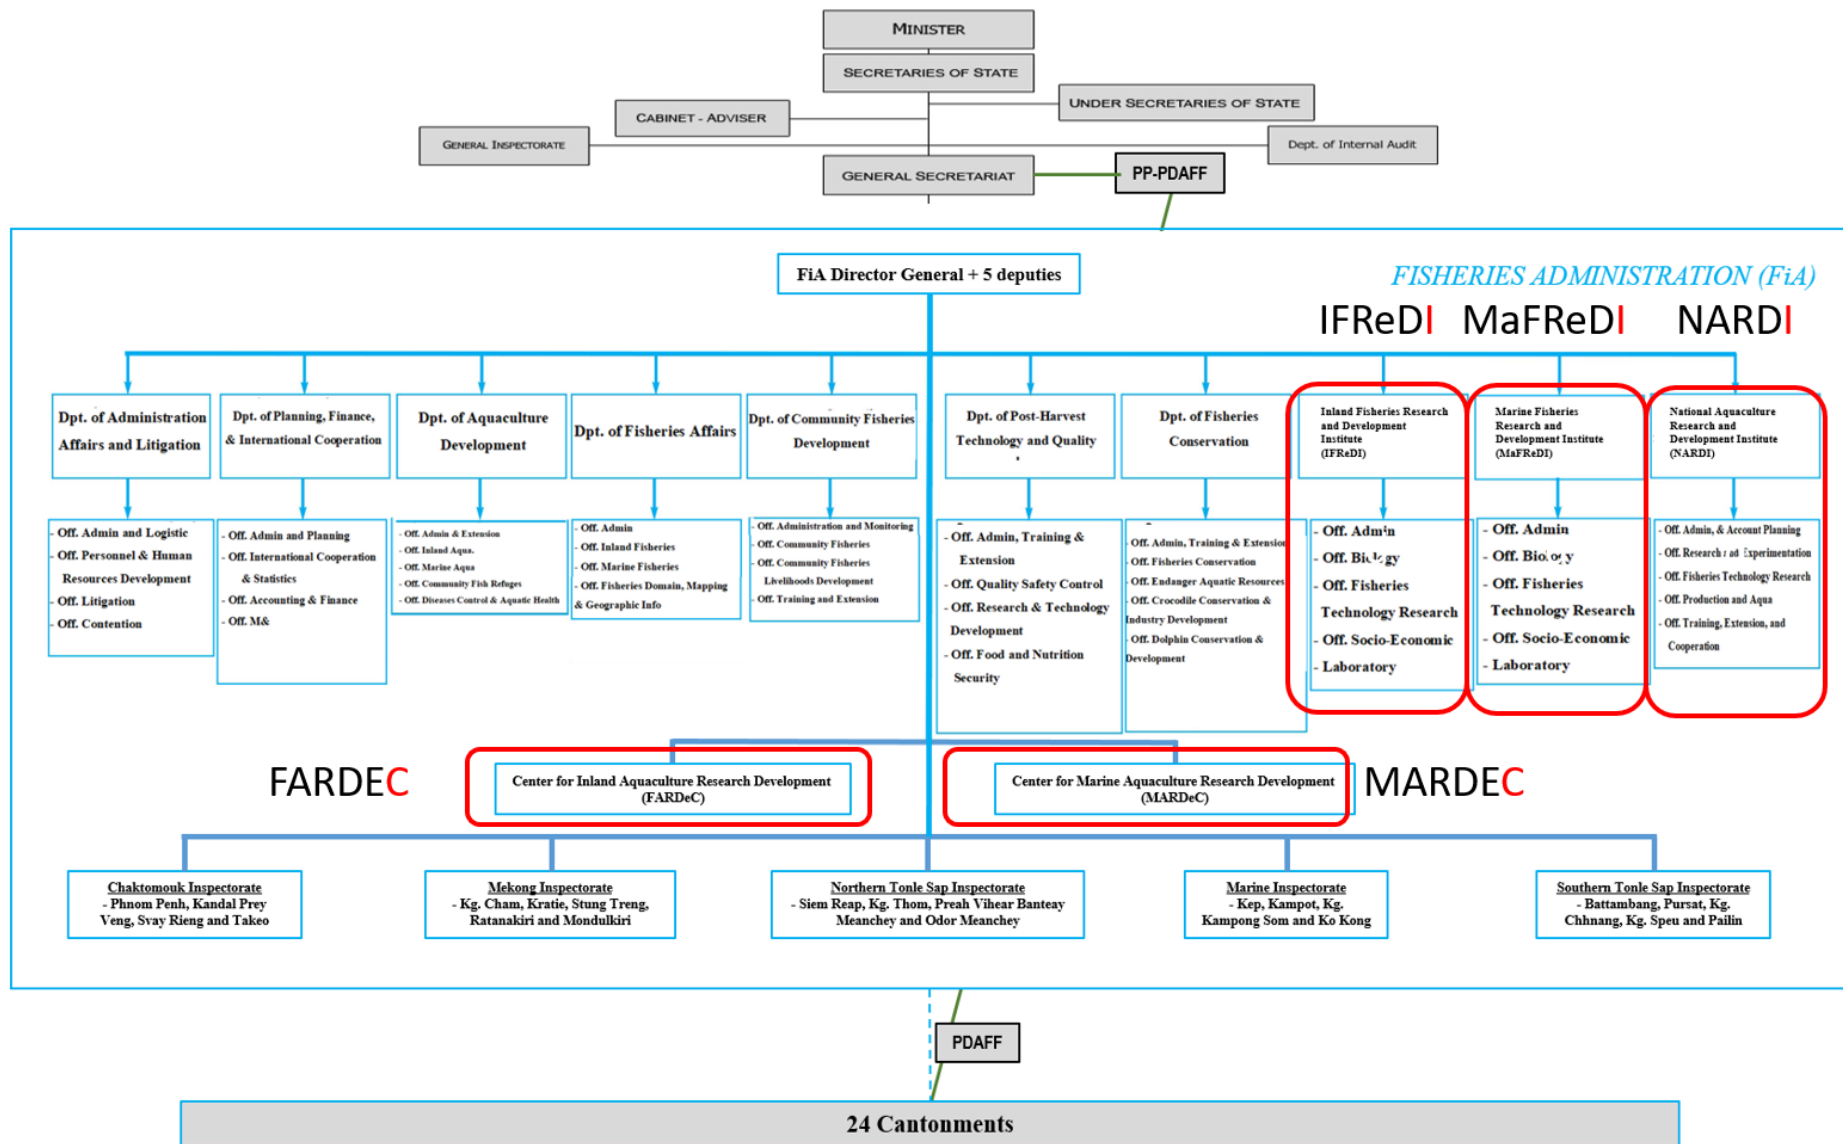 MINISTER
SECRETARIES OF STATE
UNDER SECRETARIES OF STATE
CABINET - ADVISER
GENERAL INSPECTORATE
Dept. of Internal Audit
GENERAL SECRETARIAT
PP-PDAFF
FiA Director General + 5 deputies
FISHERIES ADMINISTRATION (FiA)
IFReDI
MaFReDI
NARDI
Dpt. of Administration
Affairs and Litigation
Dpt. of Planning, Finance,
& International Cooperation
Dpt. of Aquaculture
Development
Dpt. of Fisheries Affairs
Dpt. of Community Fisheries
Development
Dpt. of Post-Harvest
Technology and Quality
Dpt. of Fisheries
Conservation
Inland Fisheries Research
and Development
Institute
(IFReDI)
Marine Fisheries
Research and
Development Institute
(MaFReDI)
National Aquaculture
Research and
Development Institute
(NARDI)
- Off. Admin and Logistic
- Off. Personnel & Human
Resources Development
- Off. Litigation
- Off. Contention
- Off. Admin and Planning
- Off. International Cooperation
& Statistics
- Off. Accounting & Finance
- Off. M&
- Off. Admin & Extension
- Off. Inland Aqua.
- Off. Marine Aqua
- Off. Community Fish Refuges
- Off. Diseases Control & Aquatic Health
- Off. Admin
- Off. Inland Fisheries
- Off. Marine Fisheries
- Off. Fisheries Domain, Mapping
& Geographic Info
- Off. Administration and Monitoring
- Off. Community Fisheries
- Off. Community Fisheries
Livelihoods Development
- Off. Training and Extension
- Off. Admin, Training &
Extension
- Off. Quality Safety Control
- Off. Research & Technology
Development
- Off. Food and Nutrition
Security
- Off. Admin, Training & Extension
- Off. Fisheries Conservation
- Off. Endanger Aquatic Resources
- Off. Crocodile Conservation &
Industry Development
- Off. Dolphin Conservation &
Development
- Off. Admin
- Off. Biology
- Off. Fisheries
Technology Research
- Off. Socio-Economic
- Laboratory
- Off. Admin
- Off. Biology
- Off. Fisheries
Technology Research
- Off. Socio-Economic
- Laboratory
- Off. Admin, & Account Planning
- Off. Research and Experimentation
- Off. Fisheries Technology Research
- Off. Production and Aqua
- Off. Training, Extension, and
Cooperation
FARDEC
Center for Inland Aquaculture Research Development
(FARDeC)
Center for Marine Aquaculture Research Development
(MARDeC)
MARDEC
Chaktomouk Inspectorate
- Phnom Penh, Kandal Prey
Veng, Svay Rieng and Takeo
Mekong Inspectorate
- Kg. Cham, Kratie, Stung Treng,
Ratanakiri and Mondulkiri
Northern Tonle Sap Inspectorate
- Siem Reap, Kg. Thom, Preah Vihear Banteay
Meanchey and Odor Meanchey
Marine Inspectorate
- Kep, Kampot, Kg.
Kampong Som and Ko Kong
Southern Tonle Sap Inspectorate
- Battambang, Pursat, Kg.
Chhnang, Kg. Speu and Pailin
PDAFF
24 Cantonments